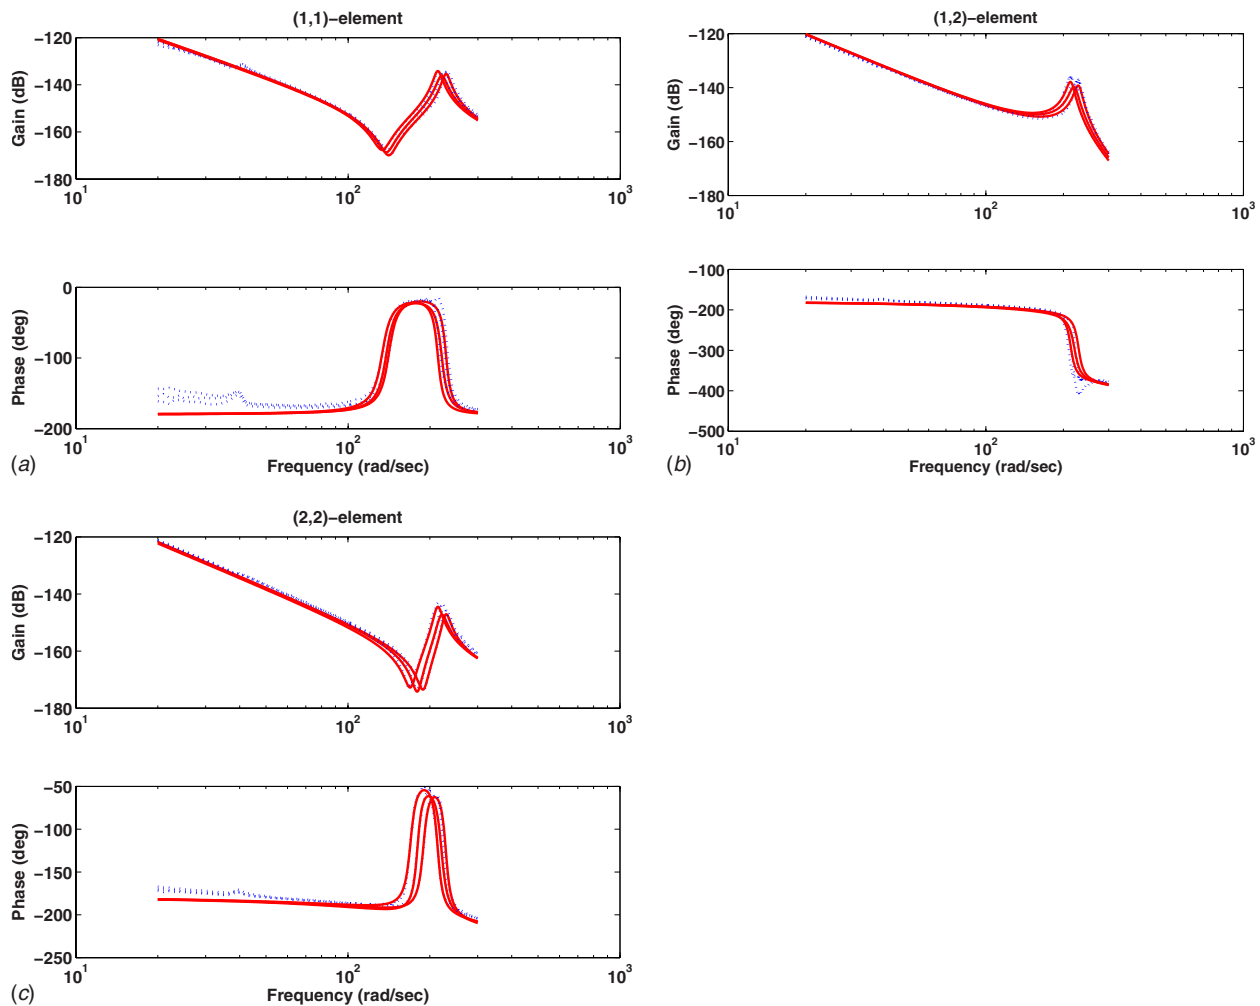 (1,1)−element
−120
−140
−160
−180
Gain (dB)
10^1
10^2
10^3
0
−100
−200
Phase (deg)
10^1
10^2
10^3
Frequency (rad/sec)
(a)
(1,2)−element
−120
−140
−160
−180
Gain (dB)
10^1
10^2
10^3
−100
−200
−300
−400
−500
Phase (deg)
10^1
10^2
10^3
Frequency (rad/sec)
(b)
(2,2)−element
−120
−140
−160
−180
Gain (dB)
10^1
10^2
10^3
−50
−100
−150
−200
−250
Phase (deg)
10^1
10^2
10^3
Frequency (rad/sec)
(c)